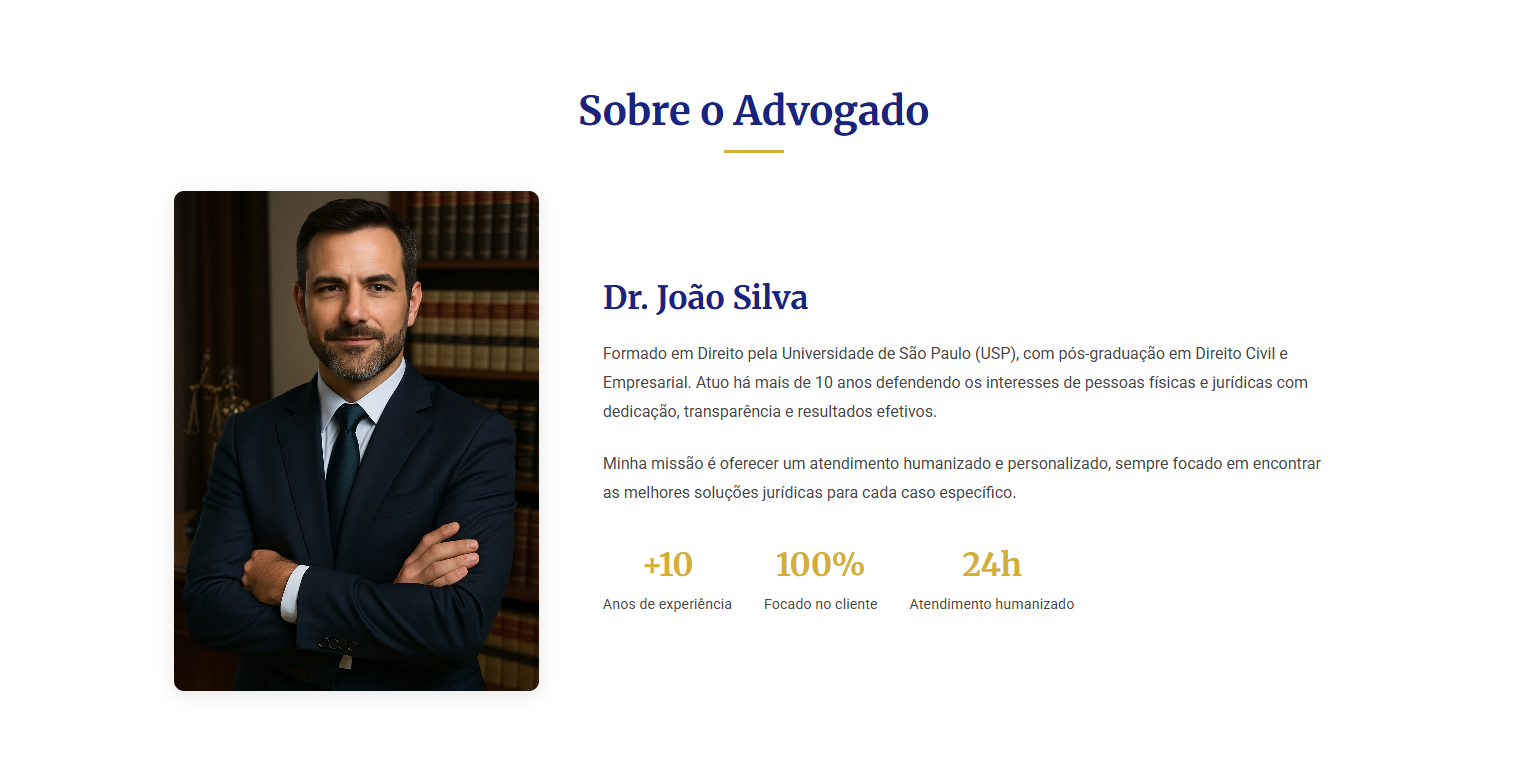 Sobre o Advogado
Dr. João Silva
Formado em Direito pela Universidade de São Paulo (USP), com pós-graduação em Direito Civil e
Empresarial. Atuo há mais de 10 anos defendendo os interesses de pessoas físicas e jurídicas com
dedicação, transparência e resultados efetivos.
Minha missão é oferecer um atendimento humanizado e personalizado, sempre focado em encontrar
as melhores soluções jurídicas para cada caso específico.
+10
Anos de experiência
100%
Focado no cliente
24h
Atendimento humanizado